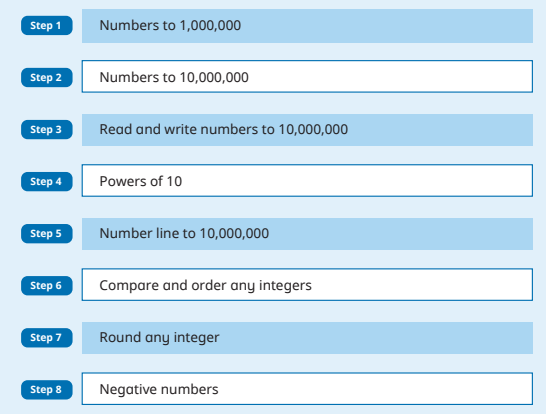 Step 1 Numbers to 1,000,000
Step 2 Numbers to 10,000,000
Step 3 Read and write numbers to 10,000,000
Step 4 Powers of 10
Step 5 Number line to 10,000,000
Step 6 Compare and order any integers
Step 7 Round any integer
Step 8 Negative numbers